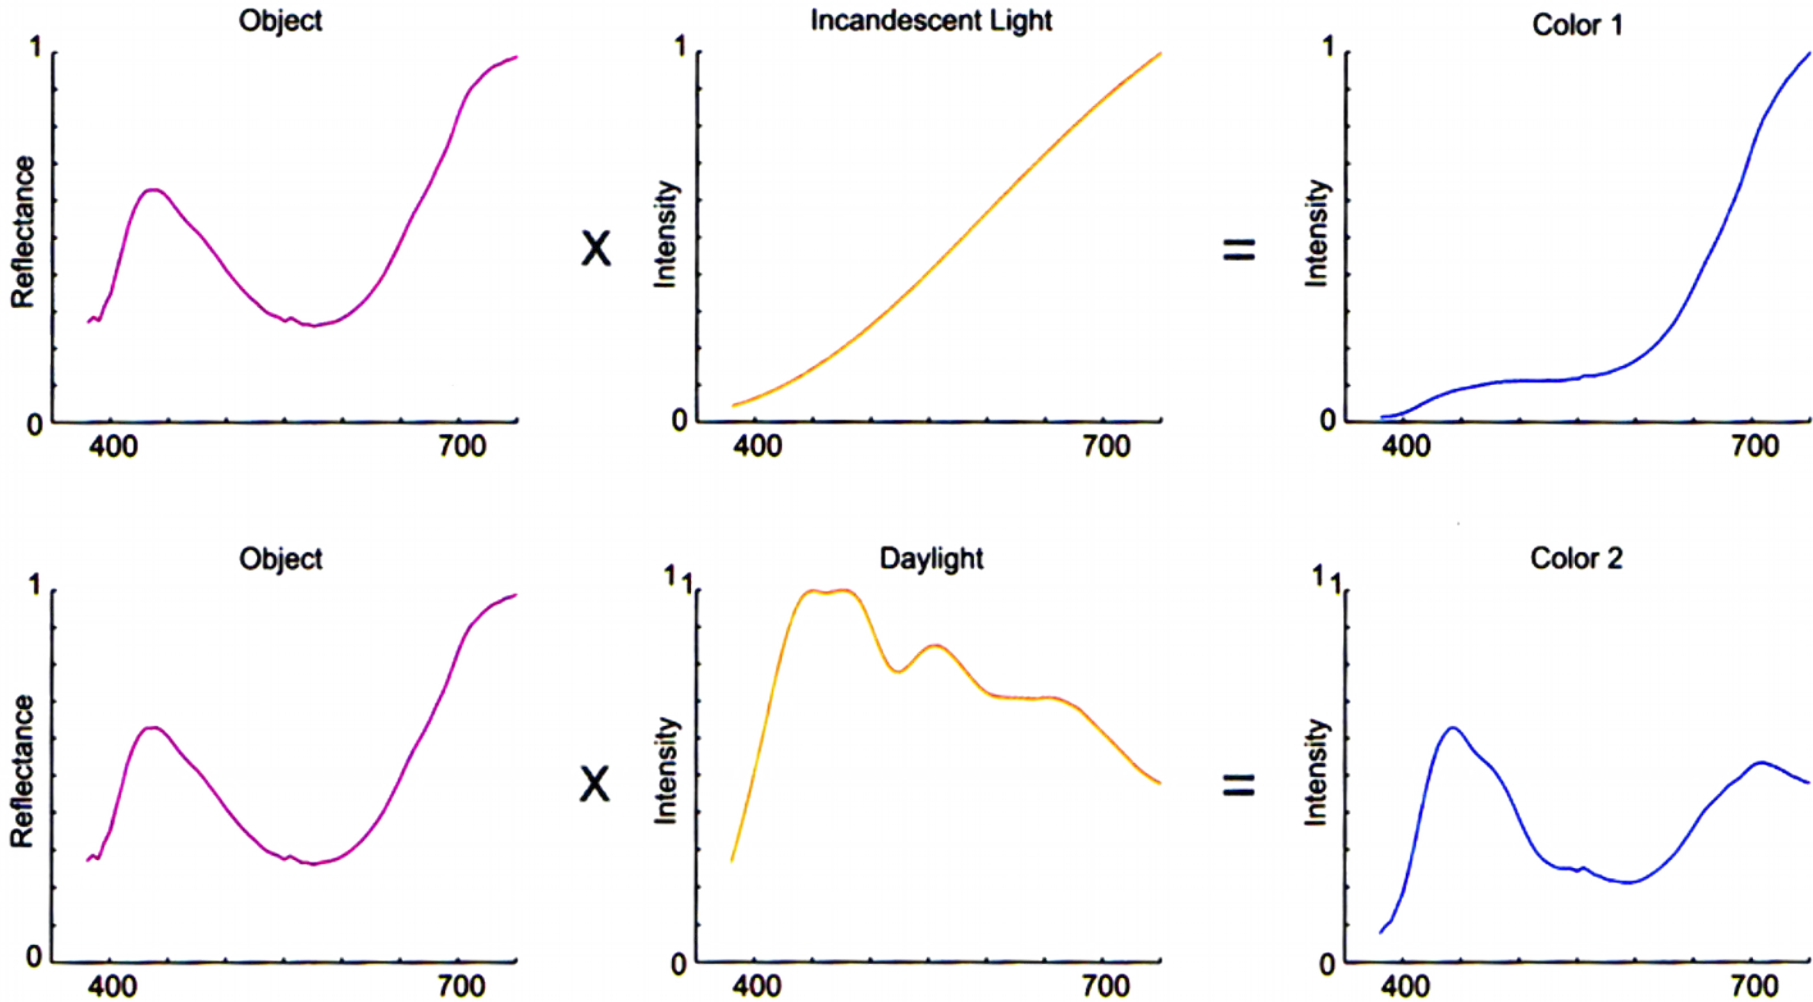 Object
Incandescent Light
Color 1
1
1
1
Reflectance
X
Intensity
=
Intensity
0
0
0
400
700
400
700
400
700
Object
Daylight
Color 2
1
1 1
1 1
Reflectance
X
Intensity
=
Intensity
0
0
0
400
700
400
700
400
700